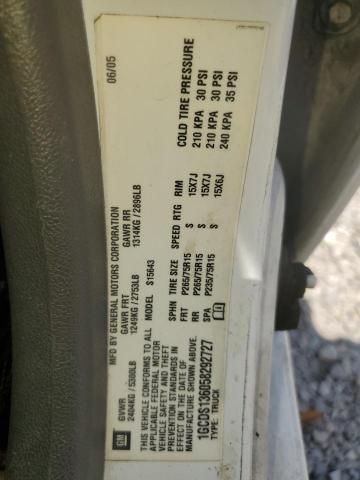 MFD BY GENERAL MOTORS CORPORATION 06/05
GVWR GAWR FRT GAWR RR
2404KG / 5300LB 1249KG / 2753LB 1314KG / 2896LB
THIS VEHICLE CONFORMS TO ALL
APPLICABLE FEDERAL MOTOR
VEHICLE SAFETY AND THEFT
PREVENTION STANDARDS IN
EFFECT ON THE DATE OF
MANUFACTURE SHOWN ABOVE.
1GCDS136058292727
TYPE: TRUCK
MODEL S15643
SPHN TIRE SIZE SPEED RTG RIM COLD TIRE PRESSURE
FRT P265/75R15 S 15X7J 210 KPA 30 PSI
RR P265/75R15 S 15X7J 210 KPA 30 PSI
SPA P235/75R15 S 15X6J 240 KPA 35 PSI
GM